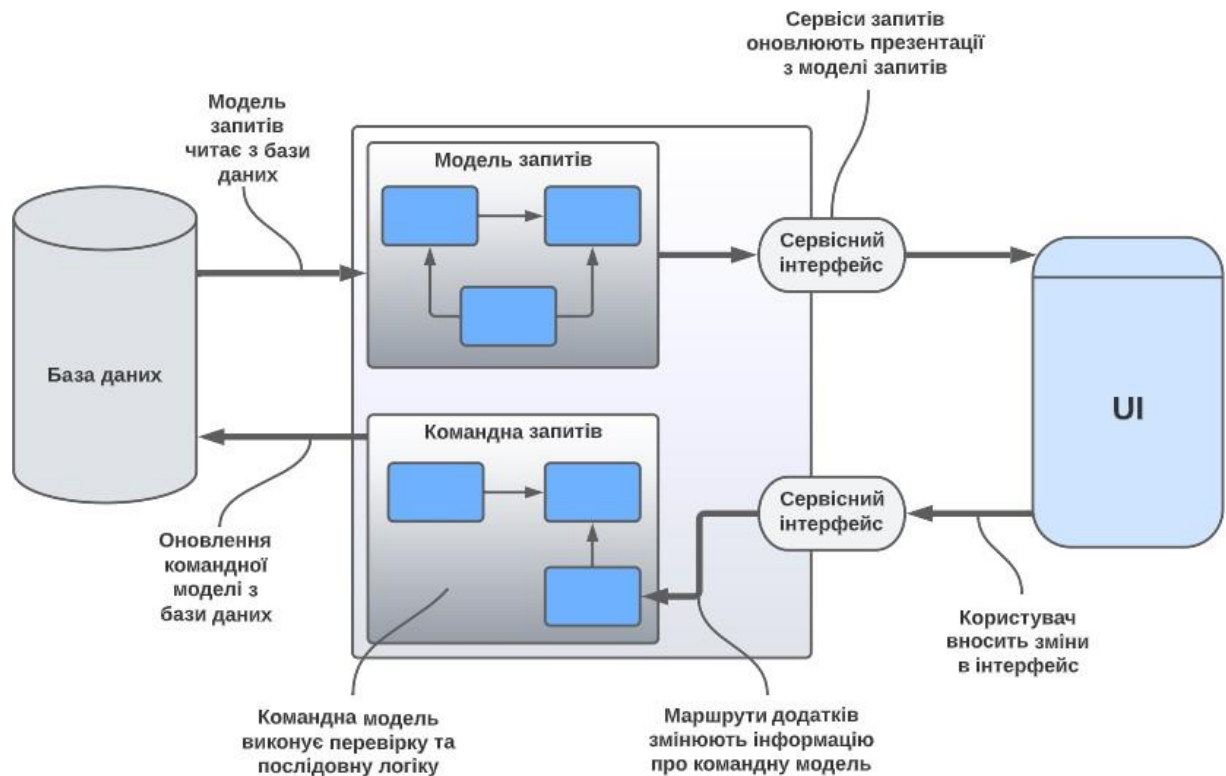 Сервіси запитів
оновлюють презентації
з моделі запитів
Модель
запитів
читає з бази
даних
Модель запитів
Сервісний
інтерфейс
База даних
UI
Командна запитів
Сервісний
інтерфейс
Оновлення
командної
моделі з
бази даних
Користувач
вносить зміни
в інтерфейс
Командна модель
виконує перевірку та
послідовну логіку
Маршрути додатків
змінюють інформацію
про командну модель